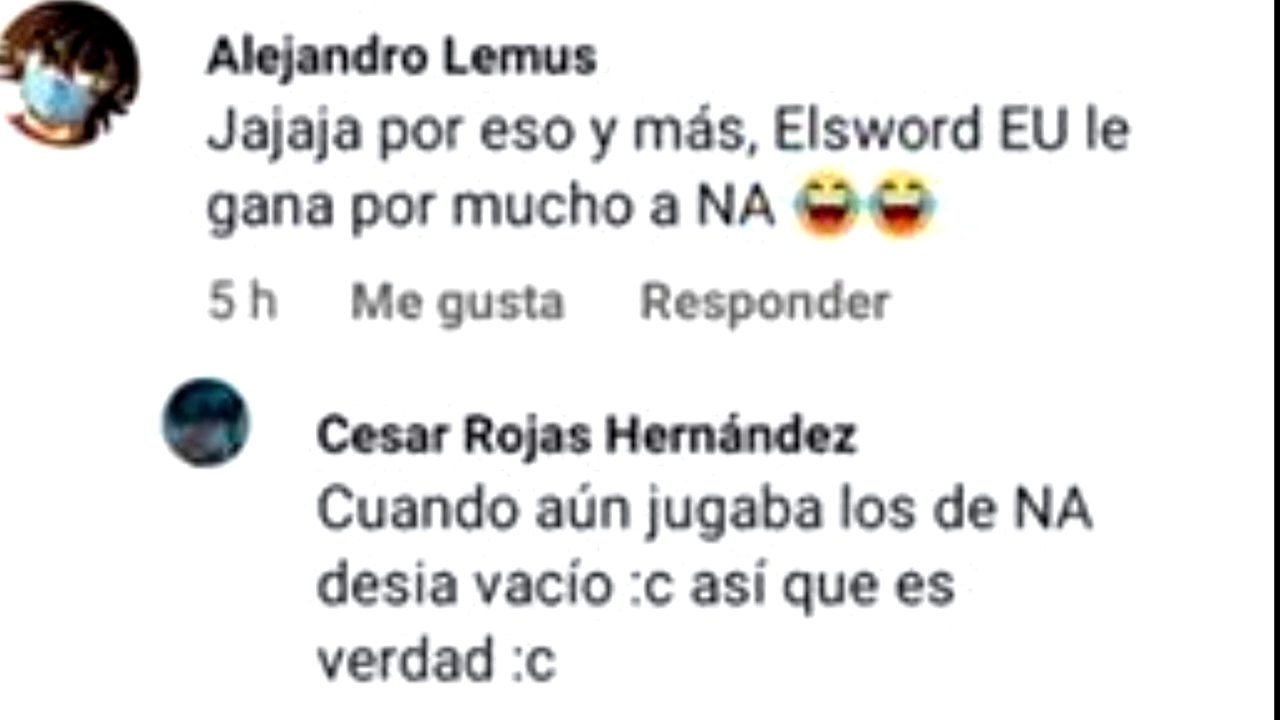 Alejandro Lemus
Jajaja por eso y más, Elsword EU le
gana por mucho a NA 😂😂
5 h Me gusta Responder
Cesar Rojas Hernández
Cuando aún jugaba los de NA
desia vacío :c así que es
verdad :c